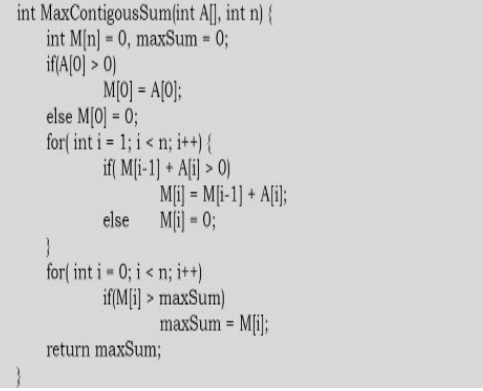 int MaxContigousSum(int A[], int n) {
int M[n] = 0, maxSum = 0;
if(A[0] > 0)
M[0] = A[0];
else M[0] = 0;
for( int i = 1; i < n; i++) {
if( M[i-1] + A[i] > 0)
M[i] = M[i-1] + A[i];
else M[i] = 0;
}
for( int i = 0; i < n; i++)
if(M[i] > maxSum)
maxSum = M[i];
return maxSum;
}